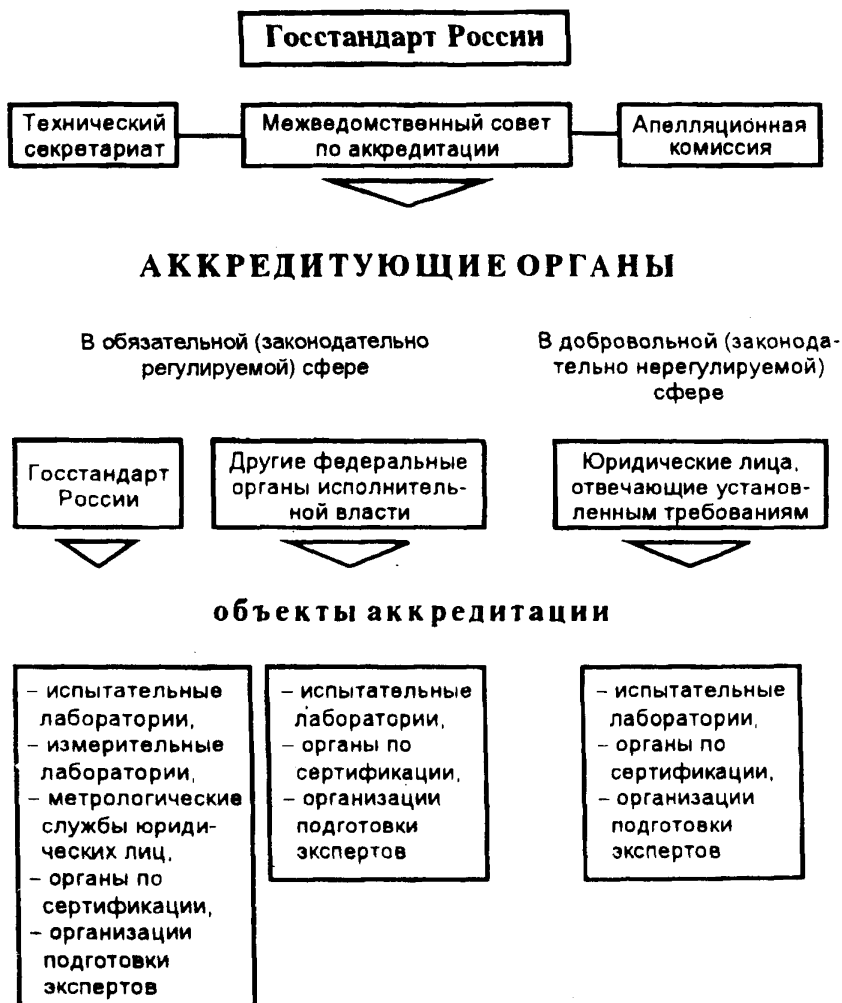 Госстандарт России
Технический
секретариат
Межведомственный совет
по аккредитации
Апелляционная
комиссия
АККРЕДИТУЮЩИЕ ОРГАНЫ
В обязательной (законодательно
регулируемой) сфере
В добровольной (законода-
тельно нерегулируемой)
сфере
Госстандарт
России
Другие федеральные
органы исполнитель-
ной власти
Юридические лица,
отвечающие установ-
ленным требованиям
объекты аккредитации
– испытательные
лаборатории,
– измерительные
лаборатории,
– метрологические
службы юриди-
ческих лиц,
– органы по
сертификации,
– организации
подготовки
экспертов
– испытательные
лаборатории,
– органы по
сертификации,
– организации
подготовки
экспертов
– испытательные
лаборатории,
– органы по
сертификации,
– организации
подготовки
экспертов